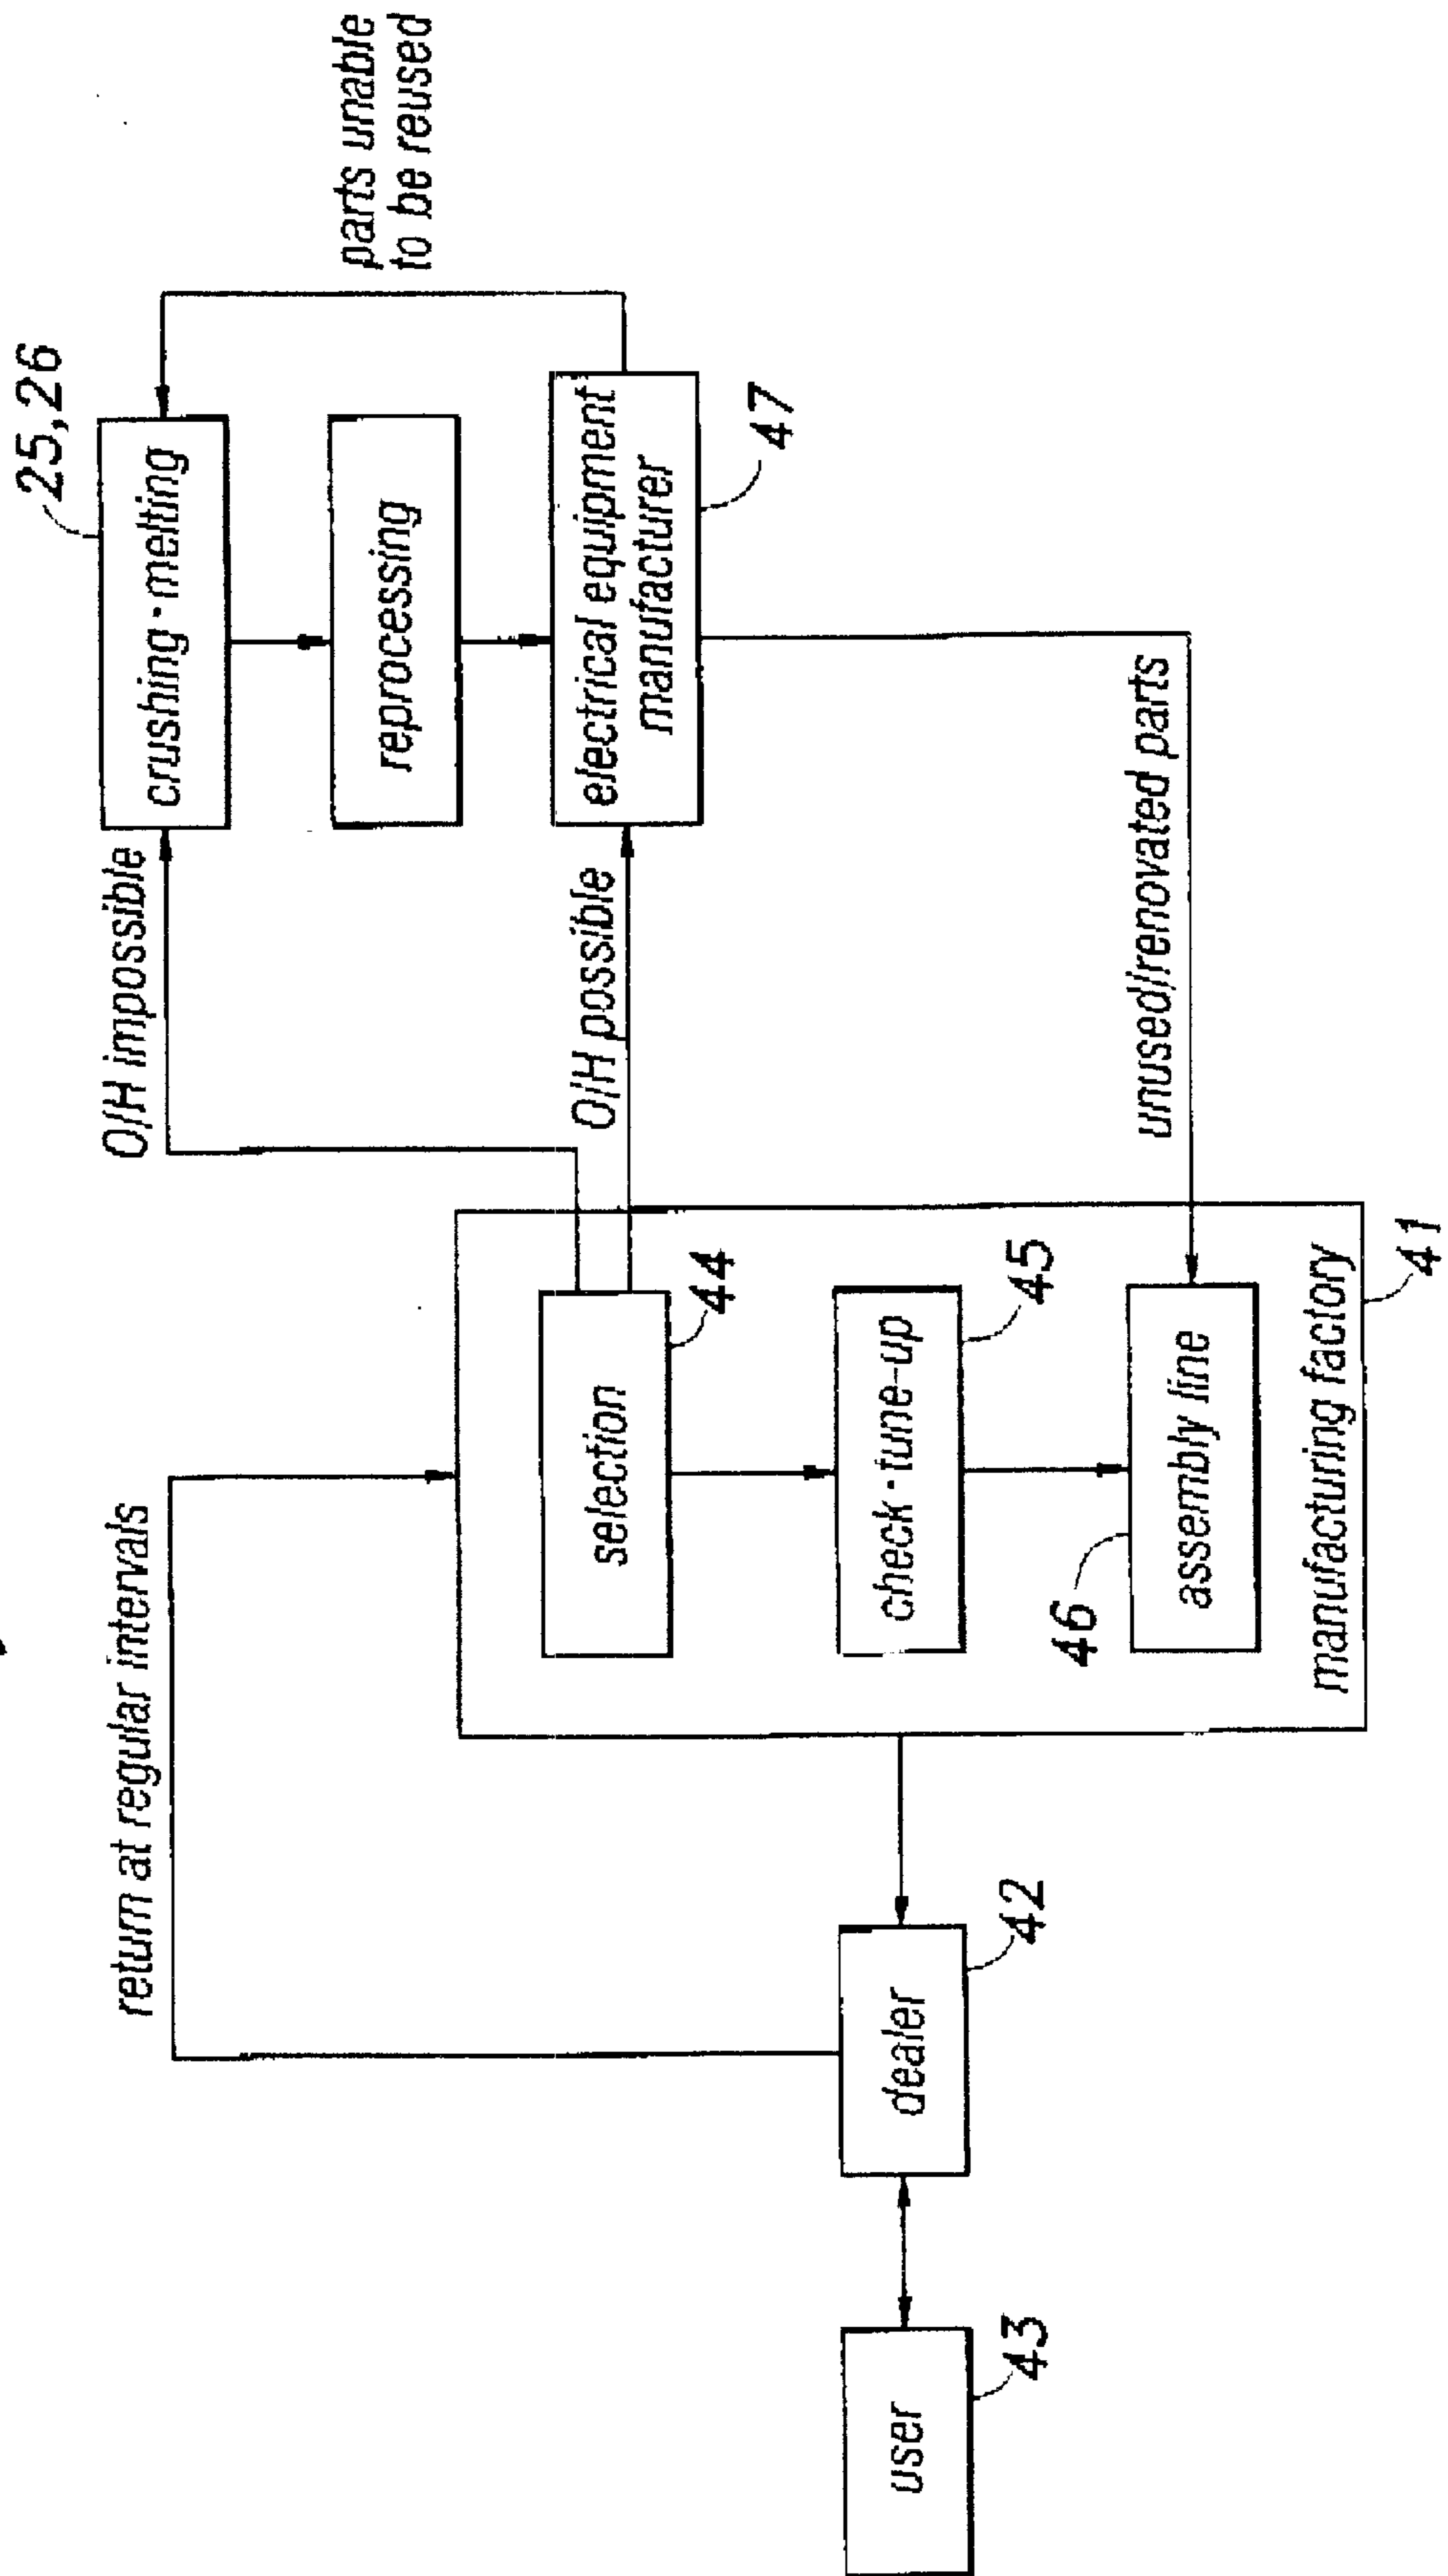 return at regular intervals
O/H impossible
25,26
crushing·melting
parts unable
to be reused
reprocessing
O/H possible
electrical equipment
manufacturer
47
selection
44
check·tune-up
45
46
assembly line
unused/renovated parts
manufacturing factory
41
dealer
42
user
43